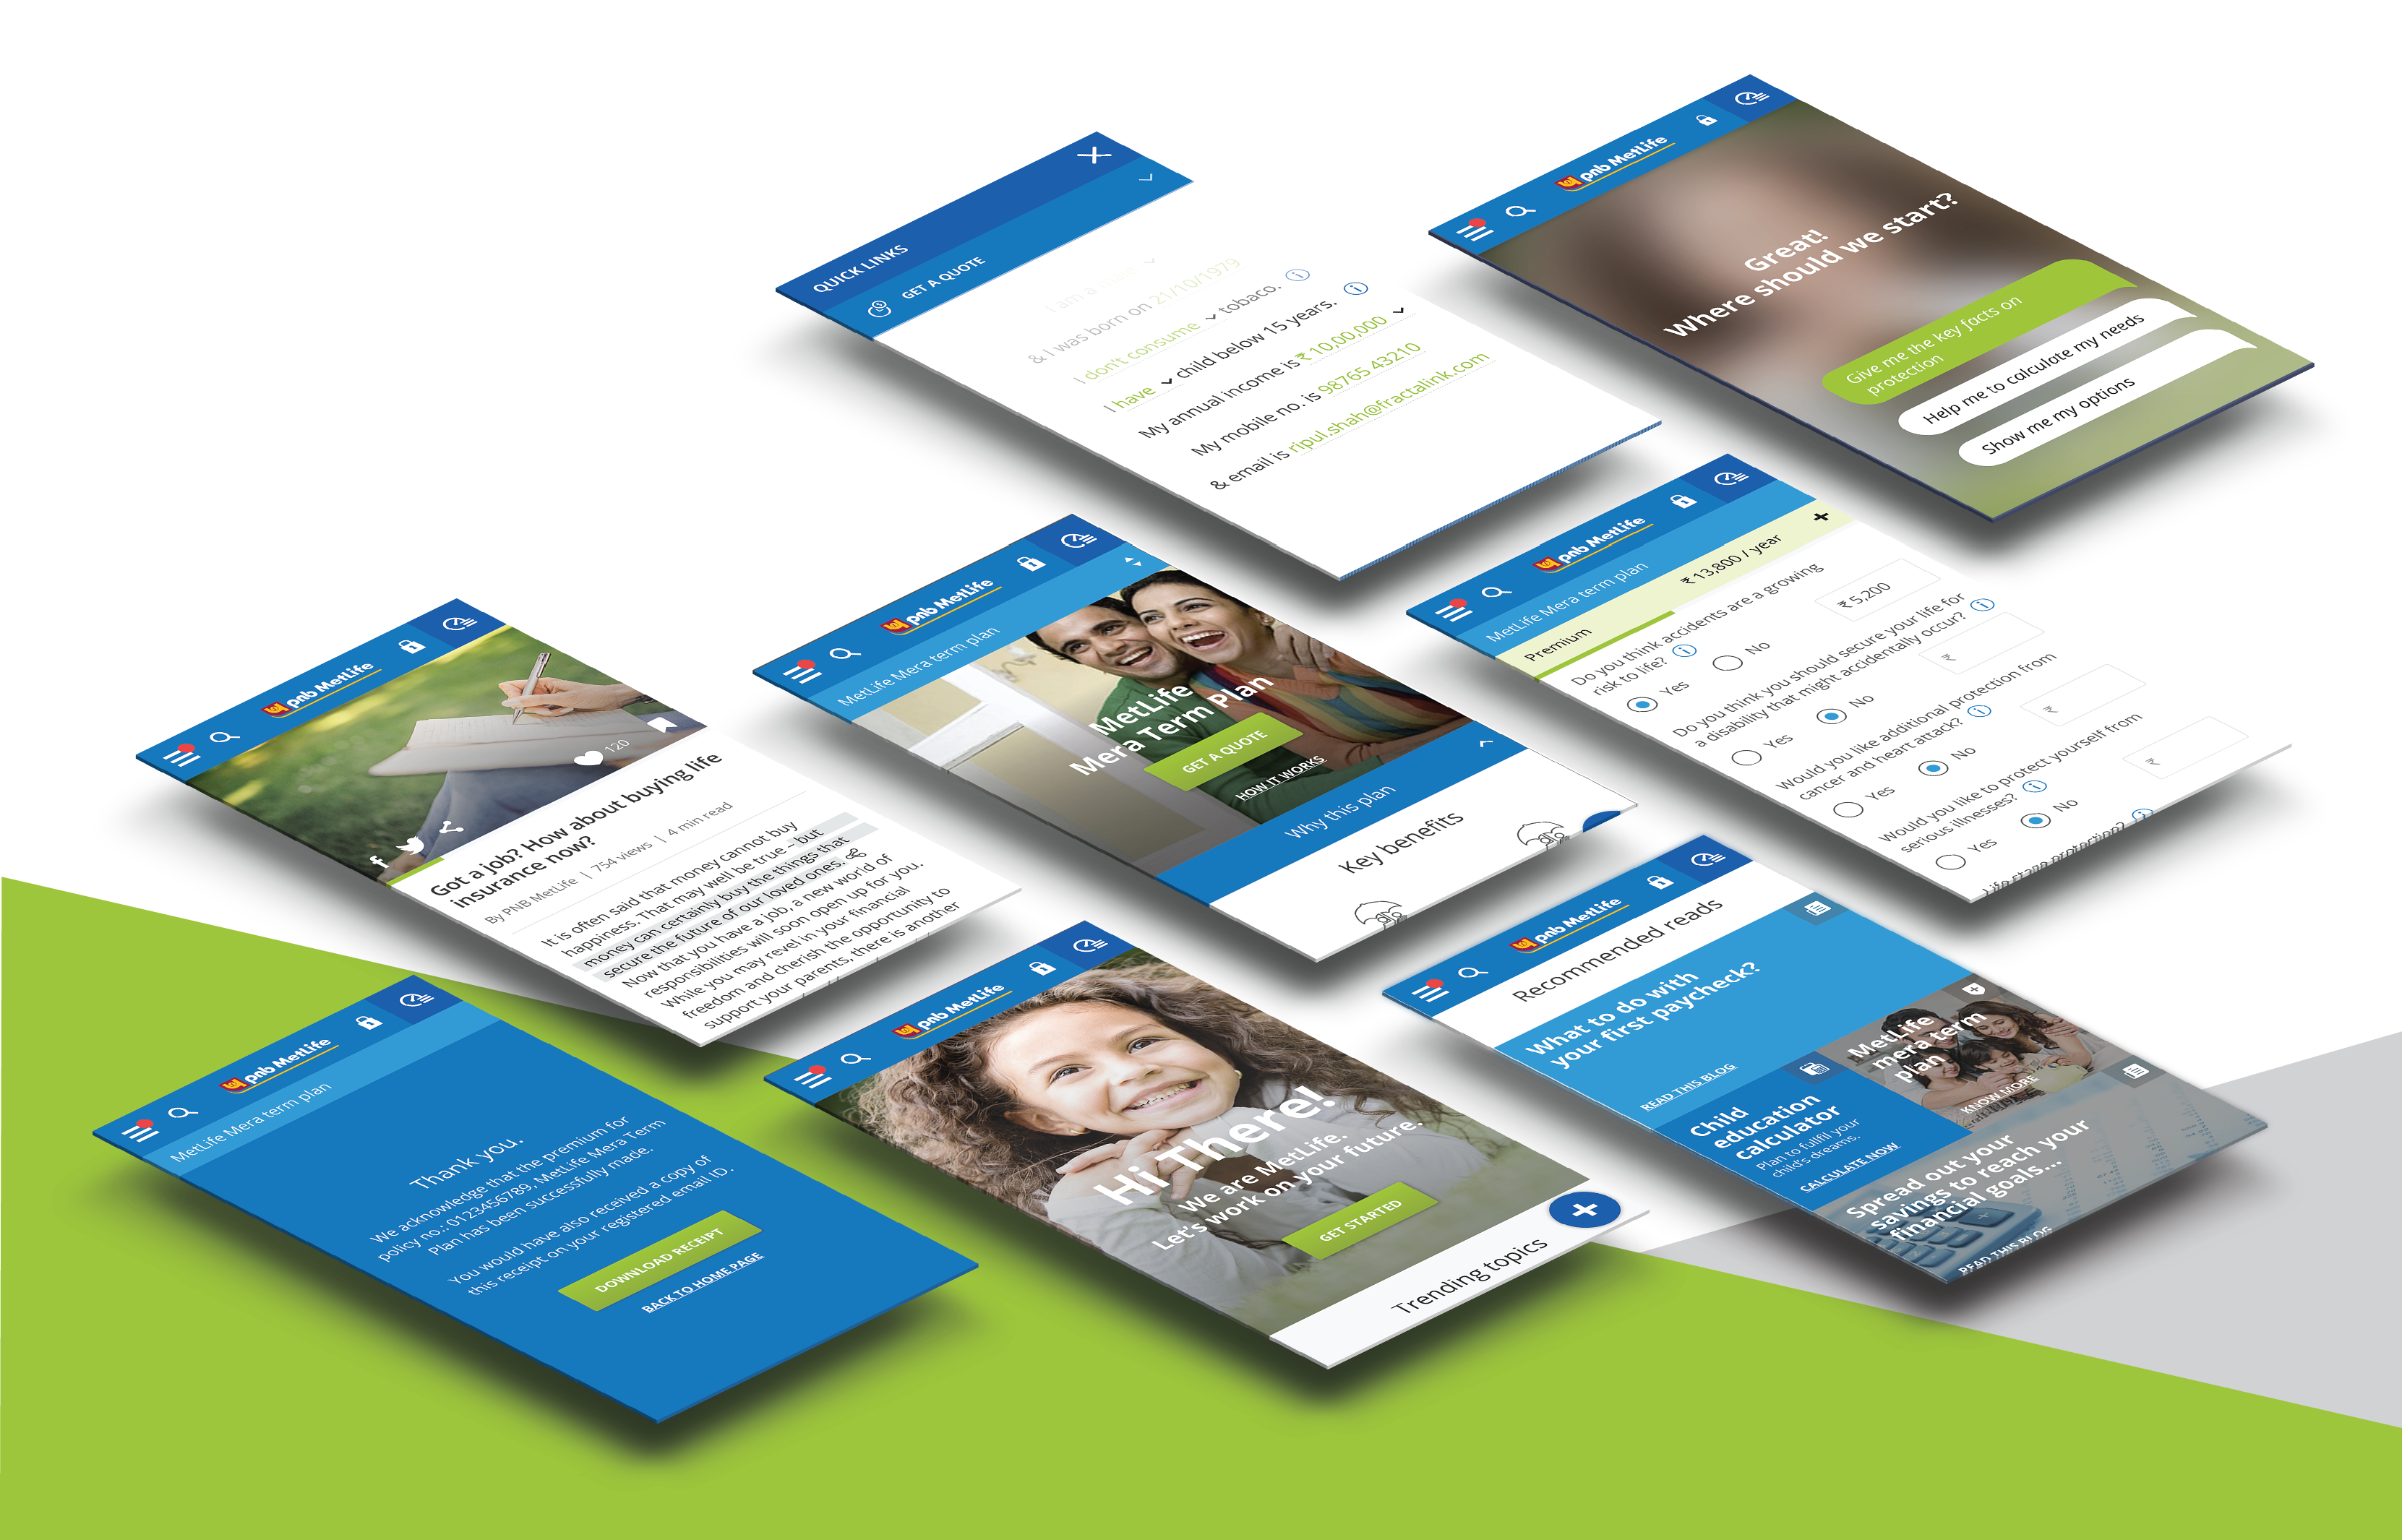 QUICK LINKS
GET A QUOTE
I am a
& I was born on 21/10/1979
I don't consume tobaco.
I have child below 15 years.
My annual income is ₹ 10,00,000
My mobile no. is 98765 43210
& email is ripul.shah@fractalink.com
pnb MetLife
Great!
Where should we start?
Give me the key facts on
protection
Help me to calculate my needs
Show me my options
pnb MetLife
Got a job? How about buying life
insurance now?
By PNB MetLife | 754 views | 4 min read
120
It is often said that money cannot buy
happiness. That may well be true – but
money can certainly buy the things that
secure the future of our loved ones.
Now that you have a job, a new world of
responsibilities will soon open up for you.
While you may revel in your financial
freedom and cherish the opportunity to
support your parents, there is another
pnb MetLife
MetLife Mera term plan
MetLife
Mera Term Plan
GET A QUOTE
HOW IT WORKS
Why this plan
Key benefits
pnb MetLife
MetLife Mera term plan
Premium ₹ 13,800 / year
Do you think accidents are a growing
risk to life?
Yes No ₹ 5,200
Do you think you should secure your life for
a disability that might accidentally occur?
Yes No ₹
Would you like additional protection from
cancer and heart attack?
Yes No ₹
Would you like to protect yourself from
serious illnesses?
Yes No ₹
Life stage protection?
pnb MetLife
MetLife Mera term plan
Thank you.
We acknowledge that the premium for
policy no.: 0123456789, MetLife Mera Term
Plan has been successfully made.
You would have also received a copy of
this receipt on your registered email ID.
DOWNLOAD RECEIPT
BACK TO HOME PAGE
pnb MetLife
Hi There!
We are MetLife.
Let's work on your future.
GET STARTED
Trending topics
pnb MetLife
Recommended reads
What to do with
your first paycheck?
READ THIS BLOG
Child
education
calculator
Plan to fullfil your
child's dreams.
CALCULATE NOW
MetLife
mera term
plan
KNOW MORE
Spread out your
savings to reach your
financial goals...
READ THIS BLOG